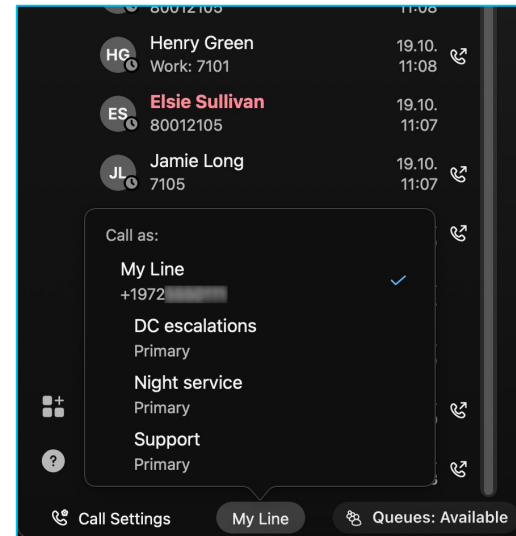 80012105
11:08
HG
Henry Green
19.10.
Work: 7101
11:08
ES
Elsie Sullivan
19.10.
80012105
11:07
JL
Jamie Long
19.10.
7105
11:07
Call as:
My Line
+1972
DC escalations
Primary
Night service
Primary
Support
Primary
?
Call Settings
My Line
Queues: Available